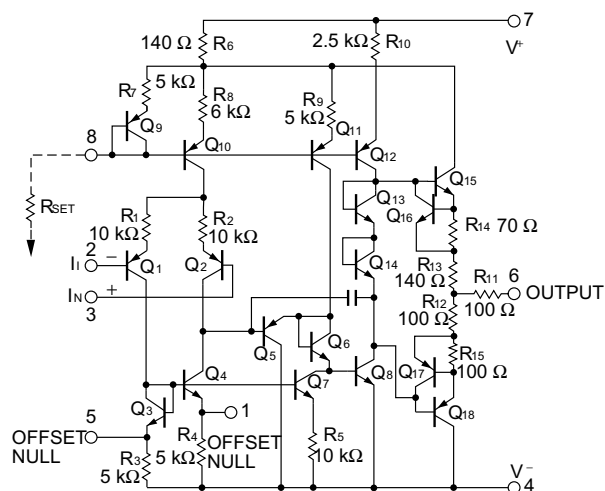 7
140 Ω
R6
2.5 kΩ
R10
V+
R7
5 kΩ
R8
6 kΩ
R9
5 kΩ
Q11
Q9
8
Q10
Q12
Q15
Q13
Q16
RSET
R1
10 kΩ
R2
10 kΩ
R14 70 Ω
2
II
−
Q1
Q2
Q14
R13
140 Ω
R11
6
OUTPUT
IN
+
3
R12
100 Ω
100 Ω
Q5
Q6
R15
100 Ω
Q4
Q7
Q8
Q17
Q3
Q18
5
1
OFFSET
NULL
R4
5 kΩ
OFFSET
NULL
R5
10 kΩ
R3
5 kΩ
V−
4